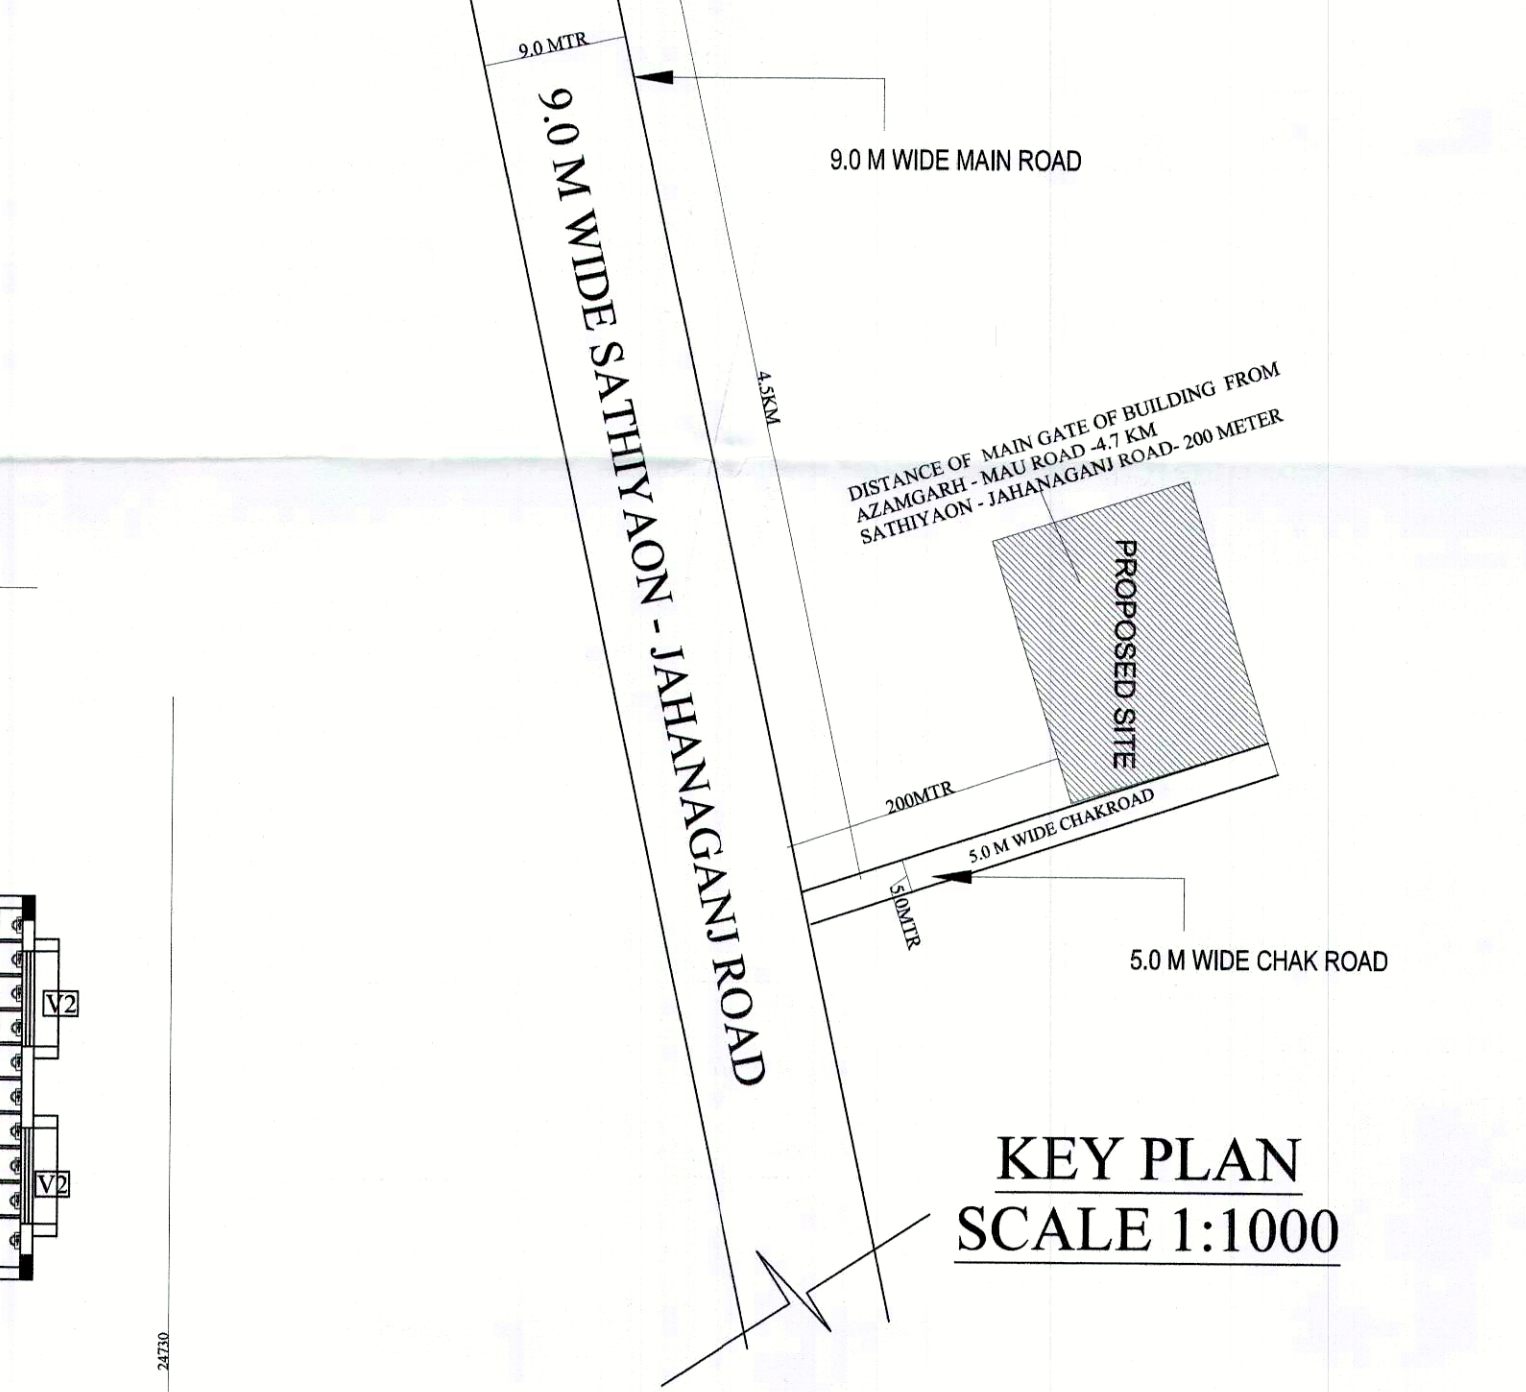 9.0 MTR
9.0 M WIDE SATHIYAON - JAHANAGANJ ROAD
9.0 M WIDE MAIN ROAD
4.5KM
DISTANCE OF MAIN GATE OF BUILDING FROM
AZAMGARH - MAU ROAD -4.7 KM
SATHIYAON - JAHANAGANJ ROAD- 200 METER
PROPOSED SITE
200MTR
5.0 M WIDE CHAKROAD
5.0MTR
5.0 M WIDE CHAK ROAD
V2
V2
KEY PLAN
SCALE 1:1000
24730